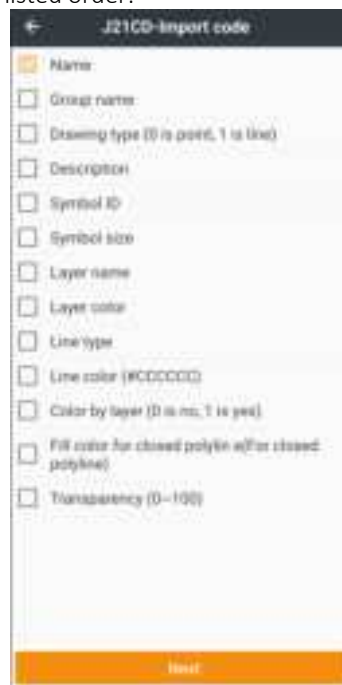 listed order:
J21CD-Import code
Name
Group name
Drawing type (0 is point, 1 is line)
Description
Symbol ID
Symbol size
Layer name
Layer color
Line type
Line color (#CCCCCC)
Color by layer (0 is no, 1 is yes)
Fill color for closed polylin e(For closed
polyline)
Transparency (0~100)
Next